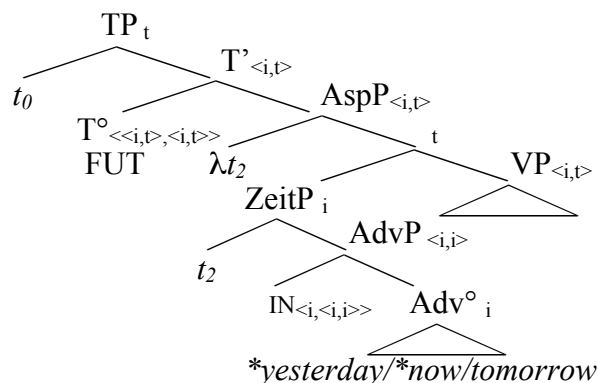 TP t
T’<i,t>
t0
AspP<i,t>
T°<<i,t>,<i,t>>
FUT
λt2
t
VP<i,t>
ZeitP i
t2
AdvP <i,i>
IN<i,<i,i>>
Adv° i
*yesterday/*now/tomorrow